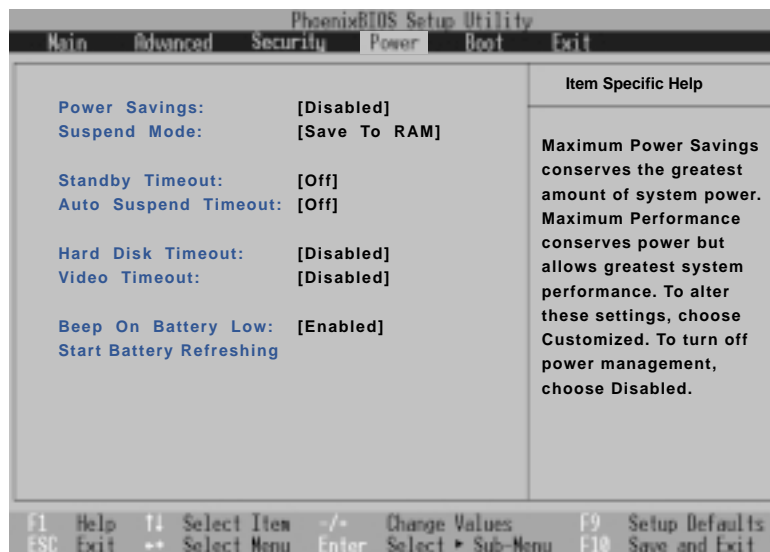 PhoenixBIOS Setup Utility
Main Advanced Security Power Boot Exit
Item Specific Help
Power Savings: [Disabled]
Suspend Mode: [Save To RAM]
Standby Timeout: [Off]
Auto Suspend Timeout: [Off]
Hard Disk Timeout: [Disabled]
Video Timeout: [Disabled]
Beep On Battery Low: [Enabled]
Start Battery Refreshing
Maximum Power Savings
conserves the greatest
amount of system power.
Maximum Performance
conserves power but
allows greatest system
performance. To alter
these settings, choose
Customized. To turn off
power management,
choose Disabled.
F1 Help ↑↓ Select Item -/+ Change Values F9 Setup Defaults
ESC Exit ←→ Select Menu Enter Select ▶ Sub-Menu F10 Save and Exit